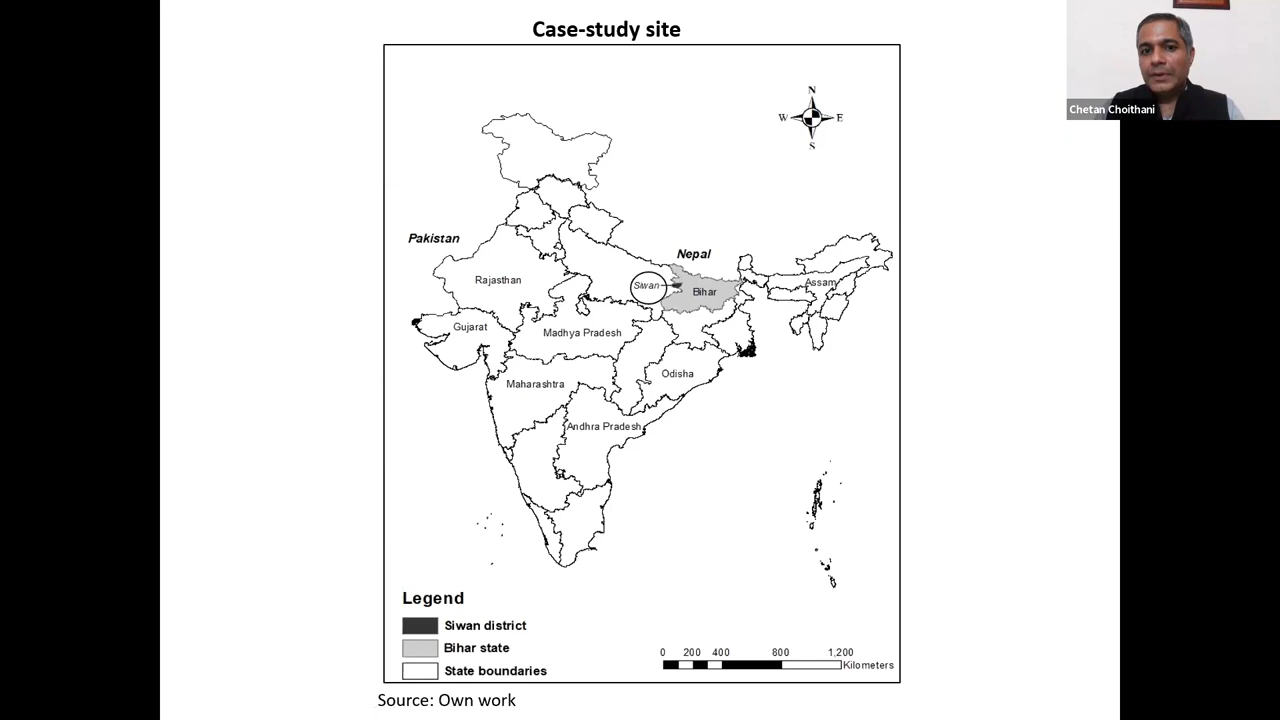 Case-study site
Chetan Choithani
N
W E
S
Pakistan
Nepal
Rajasthan
Siwan
Bihar
Assam
Gujarat
Madhya Pradesh
Odisha
Maharashtra
Andhra Pradesh
Legend
Siwan district
Bihar state
State boundaries
0 200 400 800 1,200
Kilometers
Source: Own work